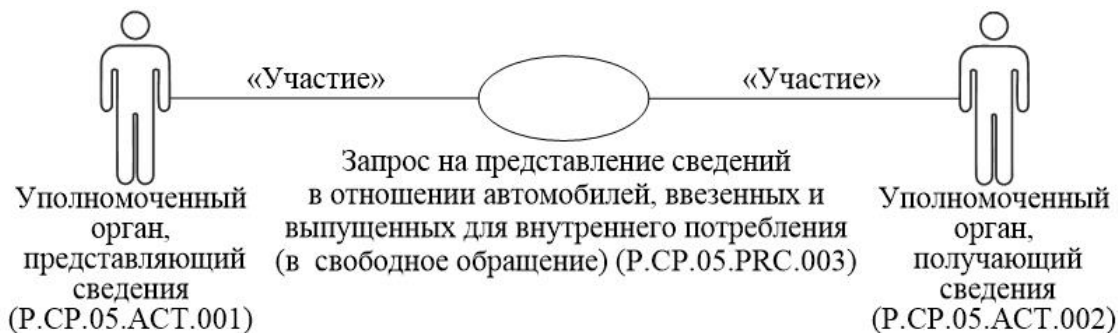 «Участие»
«Участие»
Запрос на представление сведений
в отношении автомобилей, ввезенных и
выпущенных для внутреннего потребления
(в свободное обращение) (P.CP.05.PRC.003)
Уполномоченный
орган,
представляющий
сведения
(P.CP.05.ACT.001)
Уполномоченный
орган,
получающий
сведения
(P.CP.05.ACT.002)